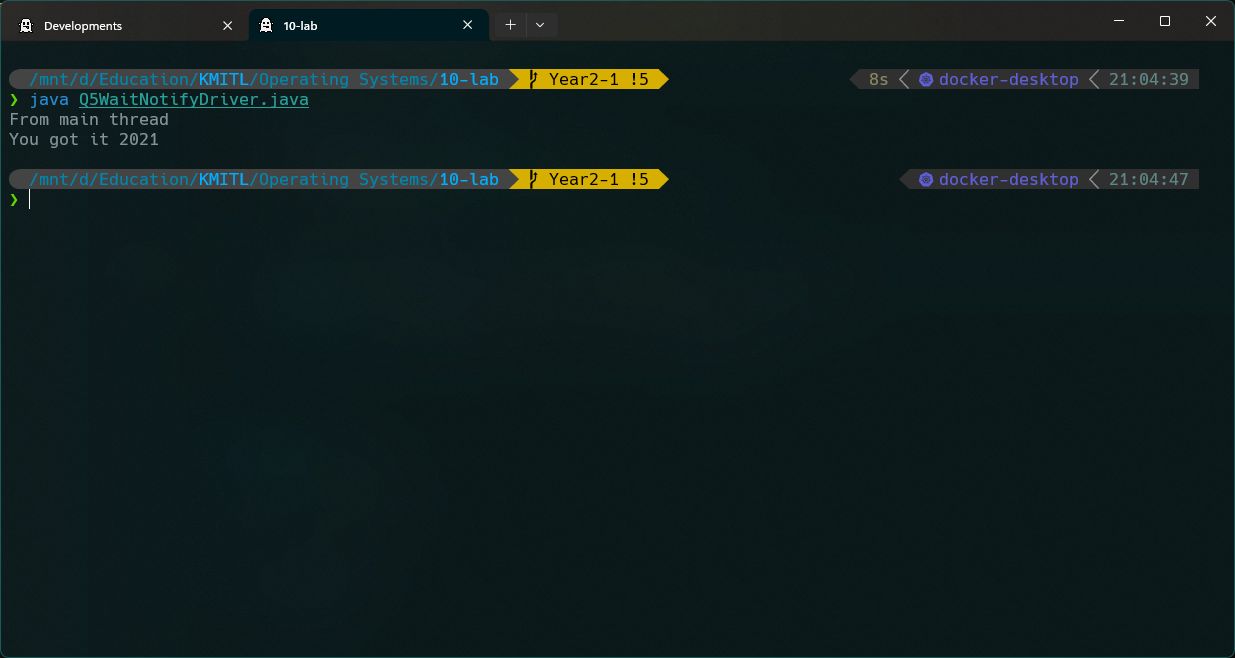 Developments
10-lab
/mnt/d/Education/KMITL/Operating Systems/10-lab Year2-1 !5 8s docker-desktop 21:04:39
❯ java Q5WaitNotifyDriver.java
From main thread
You got it 2021
/mnt/d/Education/KMITL/Operating Systems/10-lab Year2-1 !5 docker-desktop 21:04:47
❯